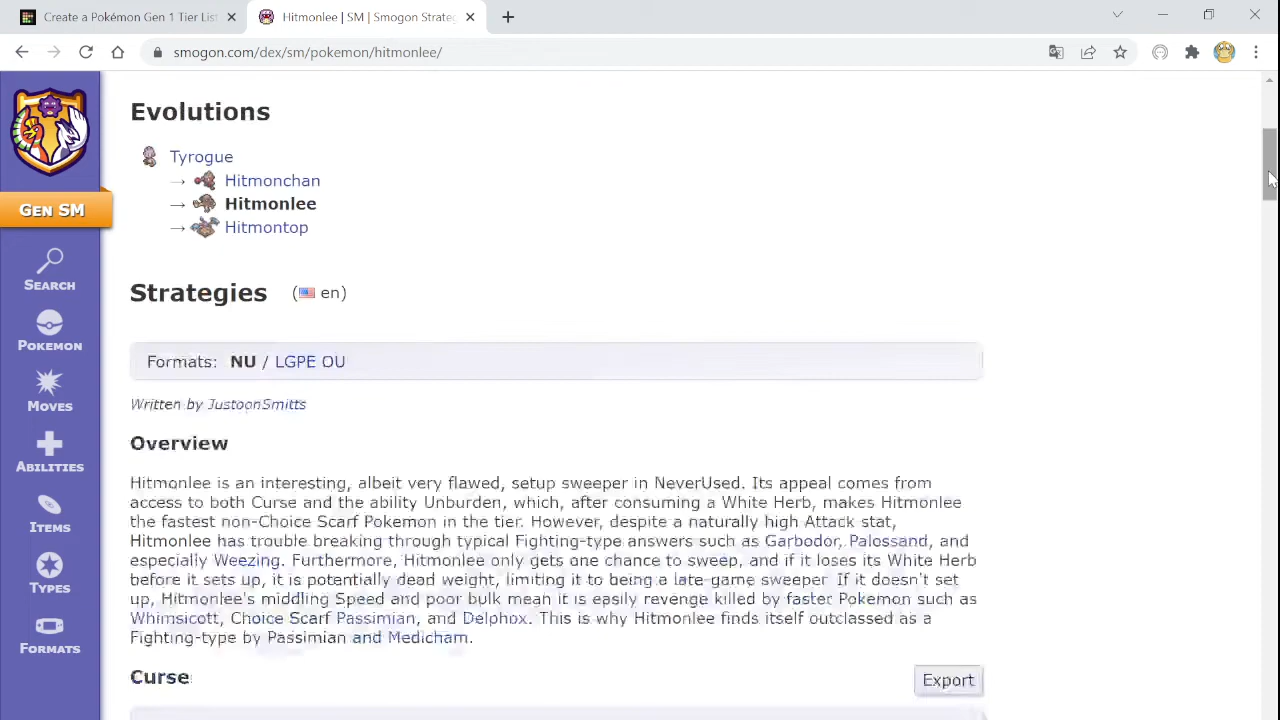 Create a Pokémon Gen 1 Tier List
Hitmonlee | SM | Smogon Strateg
smogon.com/dex/sm/pokemon/hitmonlee/
Evolutions
Tyrogue
→ Hitmonchan
→ Hitmonlee
→ Hitmontop
GEN SM
SEARCH
POKEMON
MOVES
ABILITIES
ITEMS
TYPES
FORMATS
Strategies (en)
Formats: NU / LGPE OU
Written by JustoonSmitts
Overview
Hitmonlee is an interesting, albeit very flawed, setup sweeper in NeverUsed. Its appeal comes from
access to both Curse and the ability Unburden, which, after consuming a White Herb, makes Hitmonlee
the fastest non-Choice Scarf Pokemon in the tier. However, despite a naturally high Attack stat,
Hitmonlee has trouble breaking through typical Fighting-type answers such as Garbodor, Palossand, and
especially Weezing. Furthermore, Hitmonlee only gets one chance to sweep, and if it loses its White Herb
before it sets up, it is potentially dead weight, limiting it to being a late-game sweeper. If it doesn't set
up, Hitmonlee's middling Speed and poor bulk mean it is easily revenge killed by faster Pokemon such as
Whimsicott, Choice Scarf Passimian, and Delphox. This is why Hitmonlee finds itself outclassed as a
Fighting-type by Passimian and Medicham.
Curse
Export